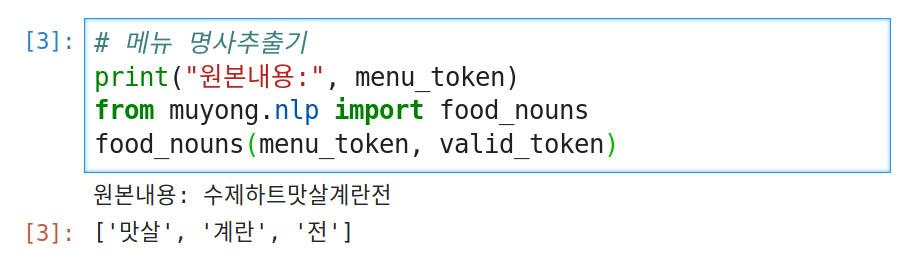 [3]: # 메뉴 명사추출기
print("원본내용:", menu_token)
from muyong.nlp import food_nouns
food_nouns(menu_token, valid_token)
원본내용: 수제하트맛살계란전
[3]: ['맛살', '계란', '전']